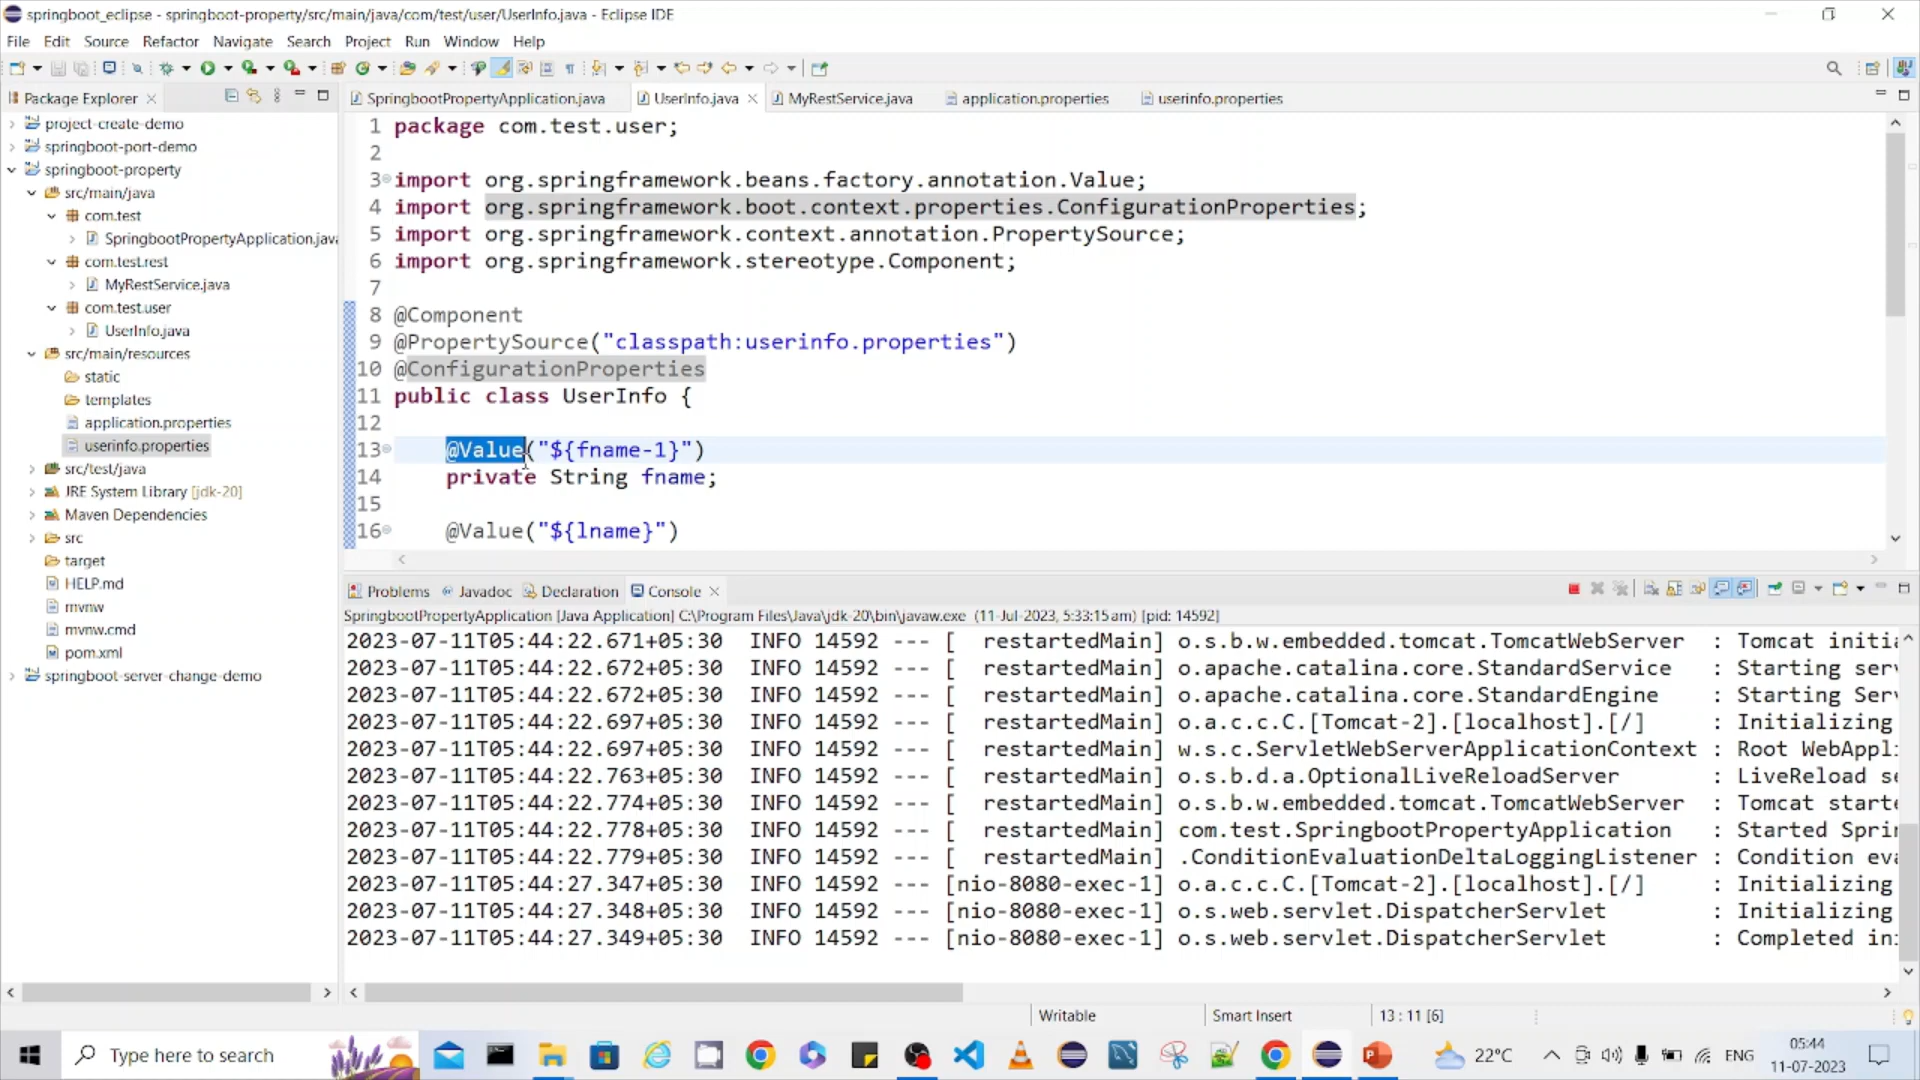 springboot_eclipse - springboot-property/src/main/java/com/test/user/UserInfo.java - Eclipse IDE
File Edit Source Refactor Navigate Search Project Run Window Help
Package Explorer
project-create-demo
springboot-port-demo
springboot-property
src/main/java
com.test
SpringbootPropertyApplication.java
com.test.rest
MyRestService.java
com.test.user
UserInfo.java
src/main/resources
static
templates
application.properties
userinfo.properties
src/test/java
JRE System Library [jdk-20]
Maven Dependencies
src
target
HELP.md
mvnw
mvnw.cmd
pom.xml
springboot-server-change-demo
SpringbootPropertyApplication.java UserInfo.java MyRestService.java application.properties userinfo.properties
1 package com.test.user;
2
3 import org.springframework.beans.factory.annotation.Value;
4 import org.springframework.boot.context.properties.ConfigurationProperties;
5 import org.springframework.context.annotation.PropertySource;
6 import org.springframework.stereotype.Component;
7
8 @Component
9 @PropertySource("classpath:userinfo.properties")
10 @ConfigurationProperties
11 public class UserInfo {
12
13 @Value("${fname-1}")
14 private String fname;
15
16 @Value("${lname}")
Problems Javadoc Declaration Console
SpringbootPropertyApplication [Java Application] C:\Program Files\Java\jdk-20\bin\javaw.exe (11-Jul-2023, 5:33:15 am) [pid: 14592]
2023-07-11T05:44:22.671+05:30 INFO 14592 --- [ restartedMain] o.s.b.w.embedded.tomcat.TomcatWebServer : Tomcat initia
2023-07-11T05:44:22.672+05:30 INFO 14592 --- [ restartedMain] o.apache.catalina.core.StandardService : Starting serv
2023-07-11T05:44:22.672+05:30 INFO 14592 --- [ restartedMain] o.apache.catalina.core.StandardEngine : Starting Serv
2023-07-11T05:44:22.697+05:30 INFO 14592 --- [ restartedMain] o.a.c.c.C.[Tomcat-2].[localhost].[/] : Initializing
2023-07-11T05:44:22.697+05:30 INFO 14592 --- [ restartedMain] w.s.c.ServletWebServerApplicationContext : Root WebAppl
2023-07-11T05:44:22.763+05:30 INFO 14592 --- [ restartedMain] o.s.b.d.a.OptionalLiveReloadServer : LiveReload se
2023-07-11T05:44:22.774+05:30 INFO 14592 --- [ restartedMain] o.s.b.w.embedded.tomcat.TomcatWebServer : Tomcat starte
2023-07-11T05:44:22.778+05:30 INFO 14592 --- [ restartedMain] com.test.SpringbootPropertyApplication : Started Sprin
2023-07-11T05:44:22.779+05:30 INFO 14592 --- [ restartedMain] .ConditionEvaluationDeltaLoggingListener : Condition eva
2023-07-11T05:44:27.347+05:30 INFO 14592 --- [nio-8080-exec-1] o.a.c.c.C.[Tomcat-2].[localhost].[/] : Initializing
2023-07-11T05:44:27.348+05:30 INFO 14592 --- [nio-8080-exec-1] o.s.web.servlet.DispatcherServlet : Initializing
2023-07-11T05:44:27.349+05:30 INFO 14592 --- [nio-8080-exec-1] o.s.web.servlet.DispatcherServlet : Completed in
Writable Smart Insert 13 : 11 [6]
Type here to search
22°C ENG
05:44
11-07-2023